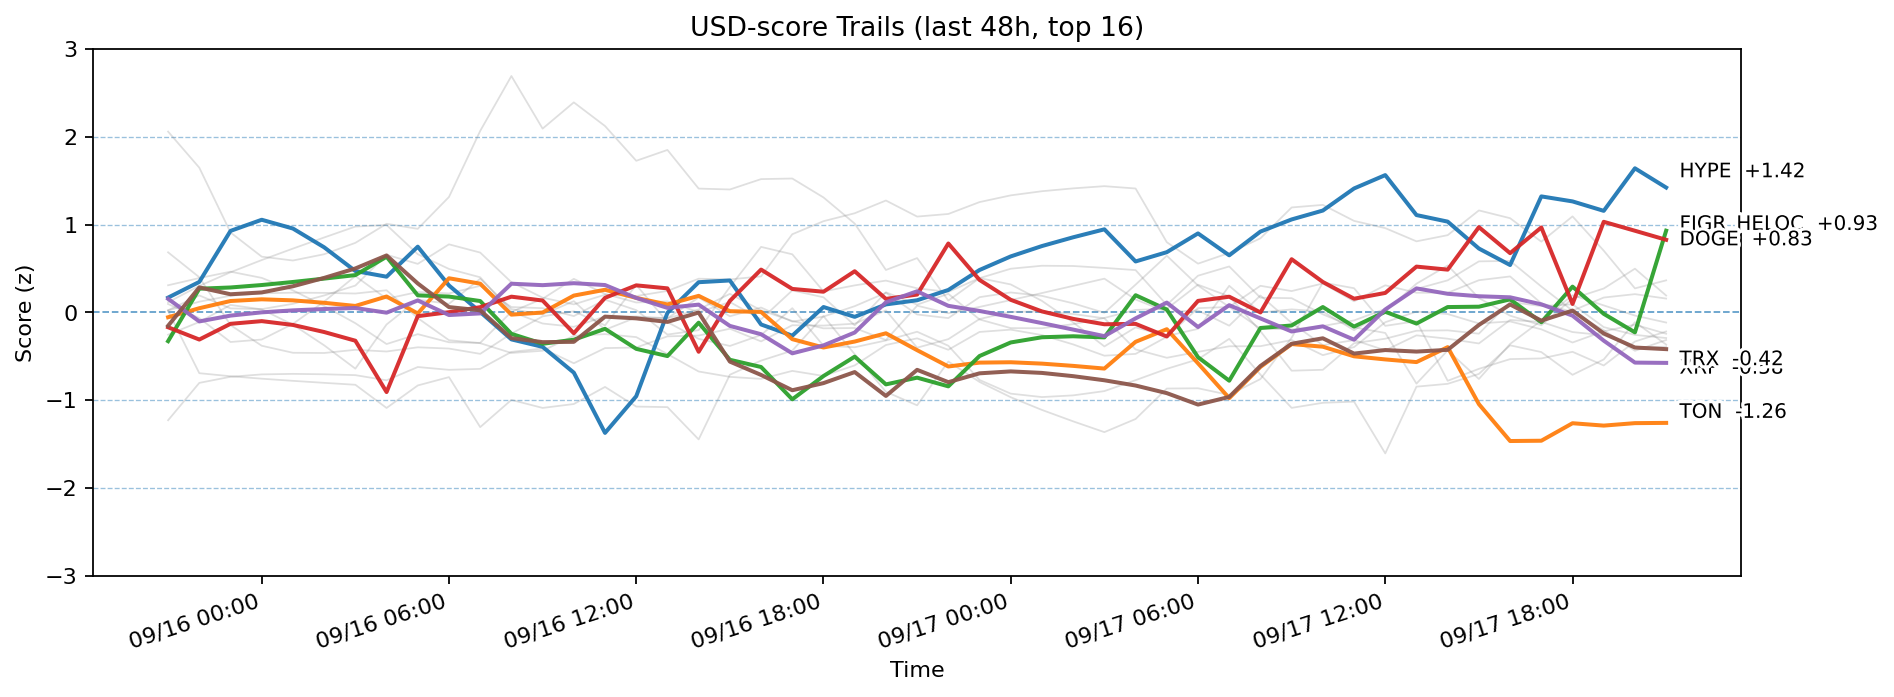 USD-score Trails (last 48h, top 16)
Score (z)
3
2
1
0
−1
−2
−3
HYPE +1.42
FIGR_HELOC +0.93
DOGE +0.83
TRX -0.42
TON -1.26
09/16 00:00
09/16 06:00
09/16 12:00
09/16 18:00
09/17 00:00
09/17 06:00
09/17 12:00
09/17 18:00
Time